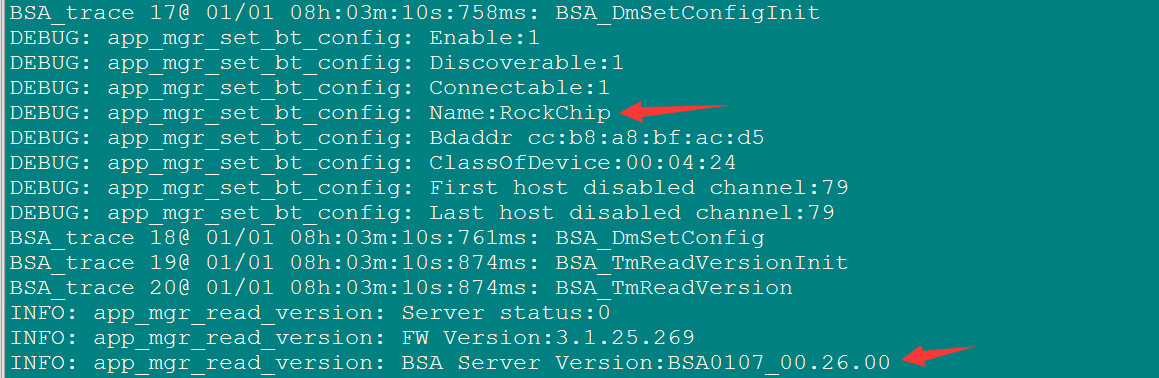 BSA_trace 17@ 01/01 08h:03m:10s:758ms: BSA_DmSetConfigInit
DEBUG: app_mgr_set_bt_config: Enable:1
DEBUG: app_mgr_set_bt_config: Discoverable:1
DEBUG: app_mgr_set_bt_config: Connectable:1
DEBUG: app_mgr_set_bt_config: Name:RockChip
DEBUG: app_mgr_set_bt_config: Bdaddr cc:b8:a8:bf:ac:d5
DEBUG: app_mgr_set_bt_config: ClassOfDevice:00:04:24
DEBUG: app_mgr_set_bt_config: First host disabled channel:79
DEBUG: app_mgr_set_bt_config: Last host disabled channel:79
BSA_trace 18@ 01/01 08h:03m:10s:761ms: BSA_DmSetConfig
BSA_trace 19@ 01/01 08h:03m:10s:874ms: BSA_TmReadVersionInit
BSA_trace 20@ 01/01 08h:03m:10s:874ms: BSA_TmReadVersion
INFO: app_mgr_read_version: Server status:0
INFO: app_mgr_read_version: FW Version:3.1.25.269
INFO: app_mgr_read_version: BSA Server Version:BSA0107_00.26.00